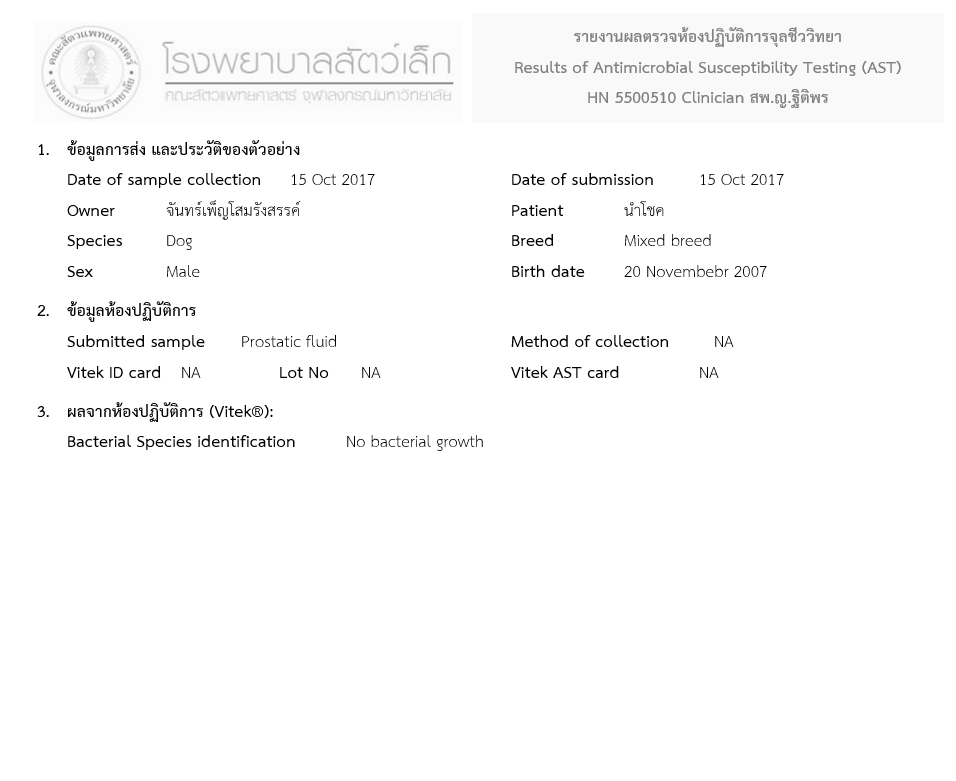 คณะสัตวแพทยศาสตร์
จุฬาลงกรณ์มหาวิทยาลัย
โรงพยาบาลสัตว์เล็ก
คณะสัตวแพทยศาสตร์ จุฬาลงกรณ์มหาวิทยาลัย
รายงานผลตรวจห้องปฏิบัติการจุลชีววิทยา
Results of Antimicrobial Susceptibility Testing (AST)
HN 5500510 Clinician สพ.ญ.ฐิติพร
1. ข้อมูลการส่ง และประวัติของตัวอย่าง
Date of sample collection 15 Oct 2017 Date of submission 15 Oct 2017
Owner จันทร์เพ็ญโสมรังสรรค์ Patient นำโชค
Species Dog Breed Mixed breed
Sex Male Birth date 20 Novembebr 2007
2. ข้อมูลห้องปฏิบัติการ
Submitted sample Prostatic fluid Method of collection NA
Vitek ID card NA Lot No NA Vitek AST card NA
3. ผลจากห้องปฏิบัติการ (Vitek®):
Bacterial Species identification No bacterial growth